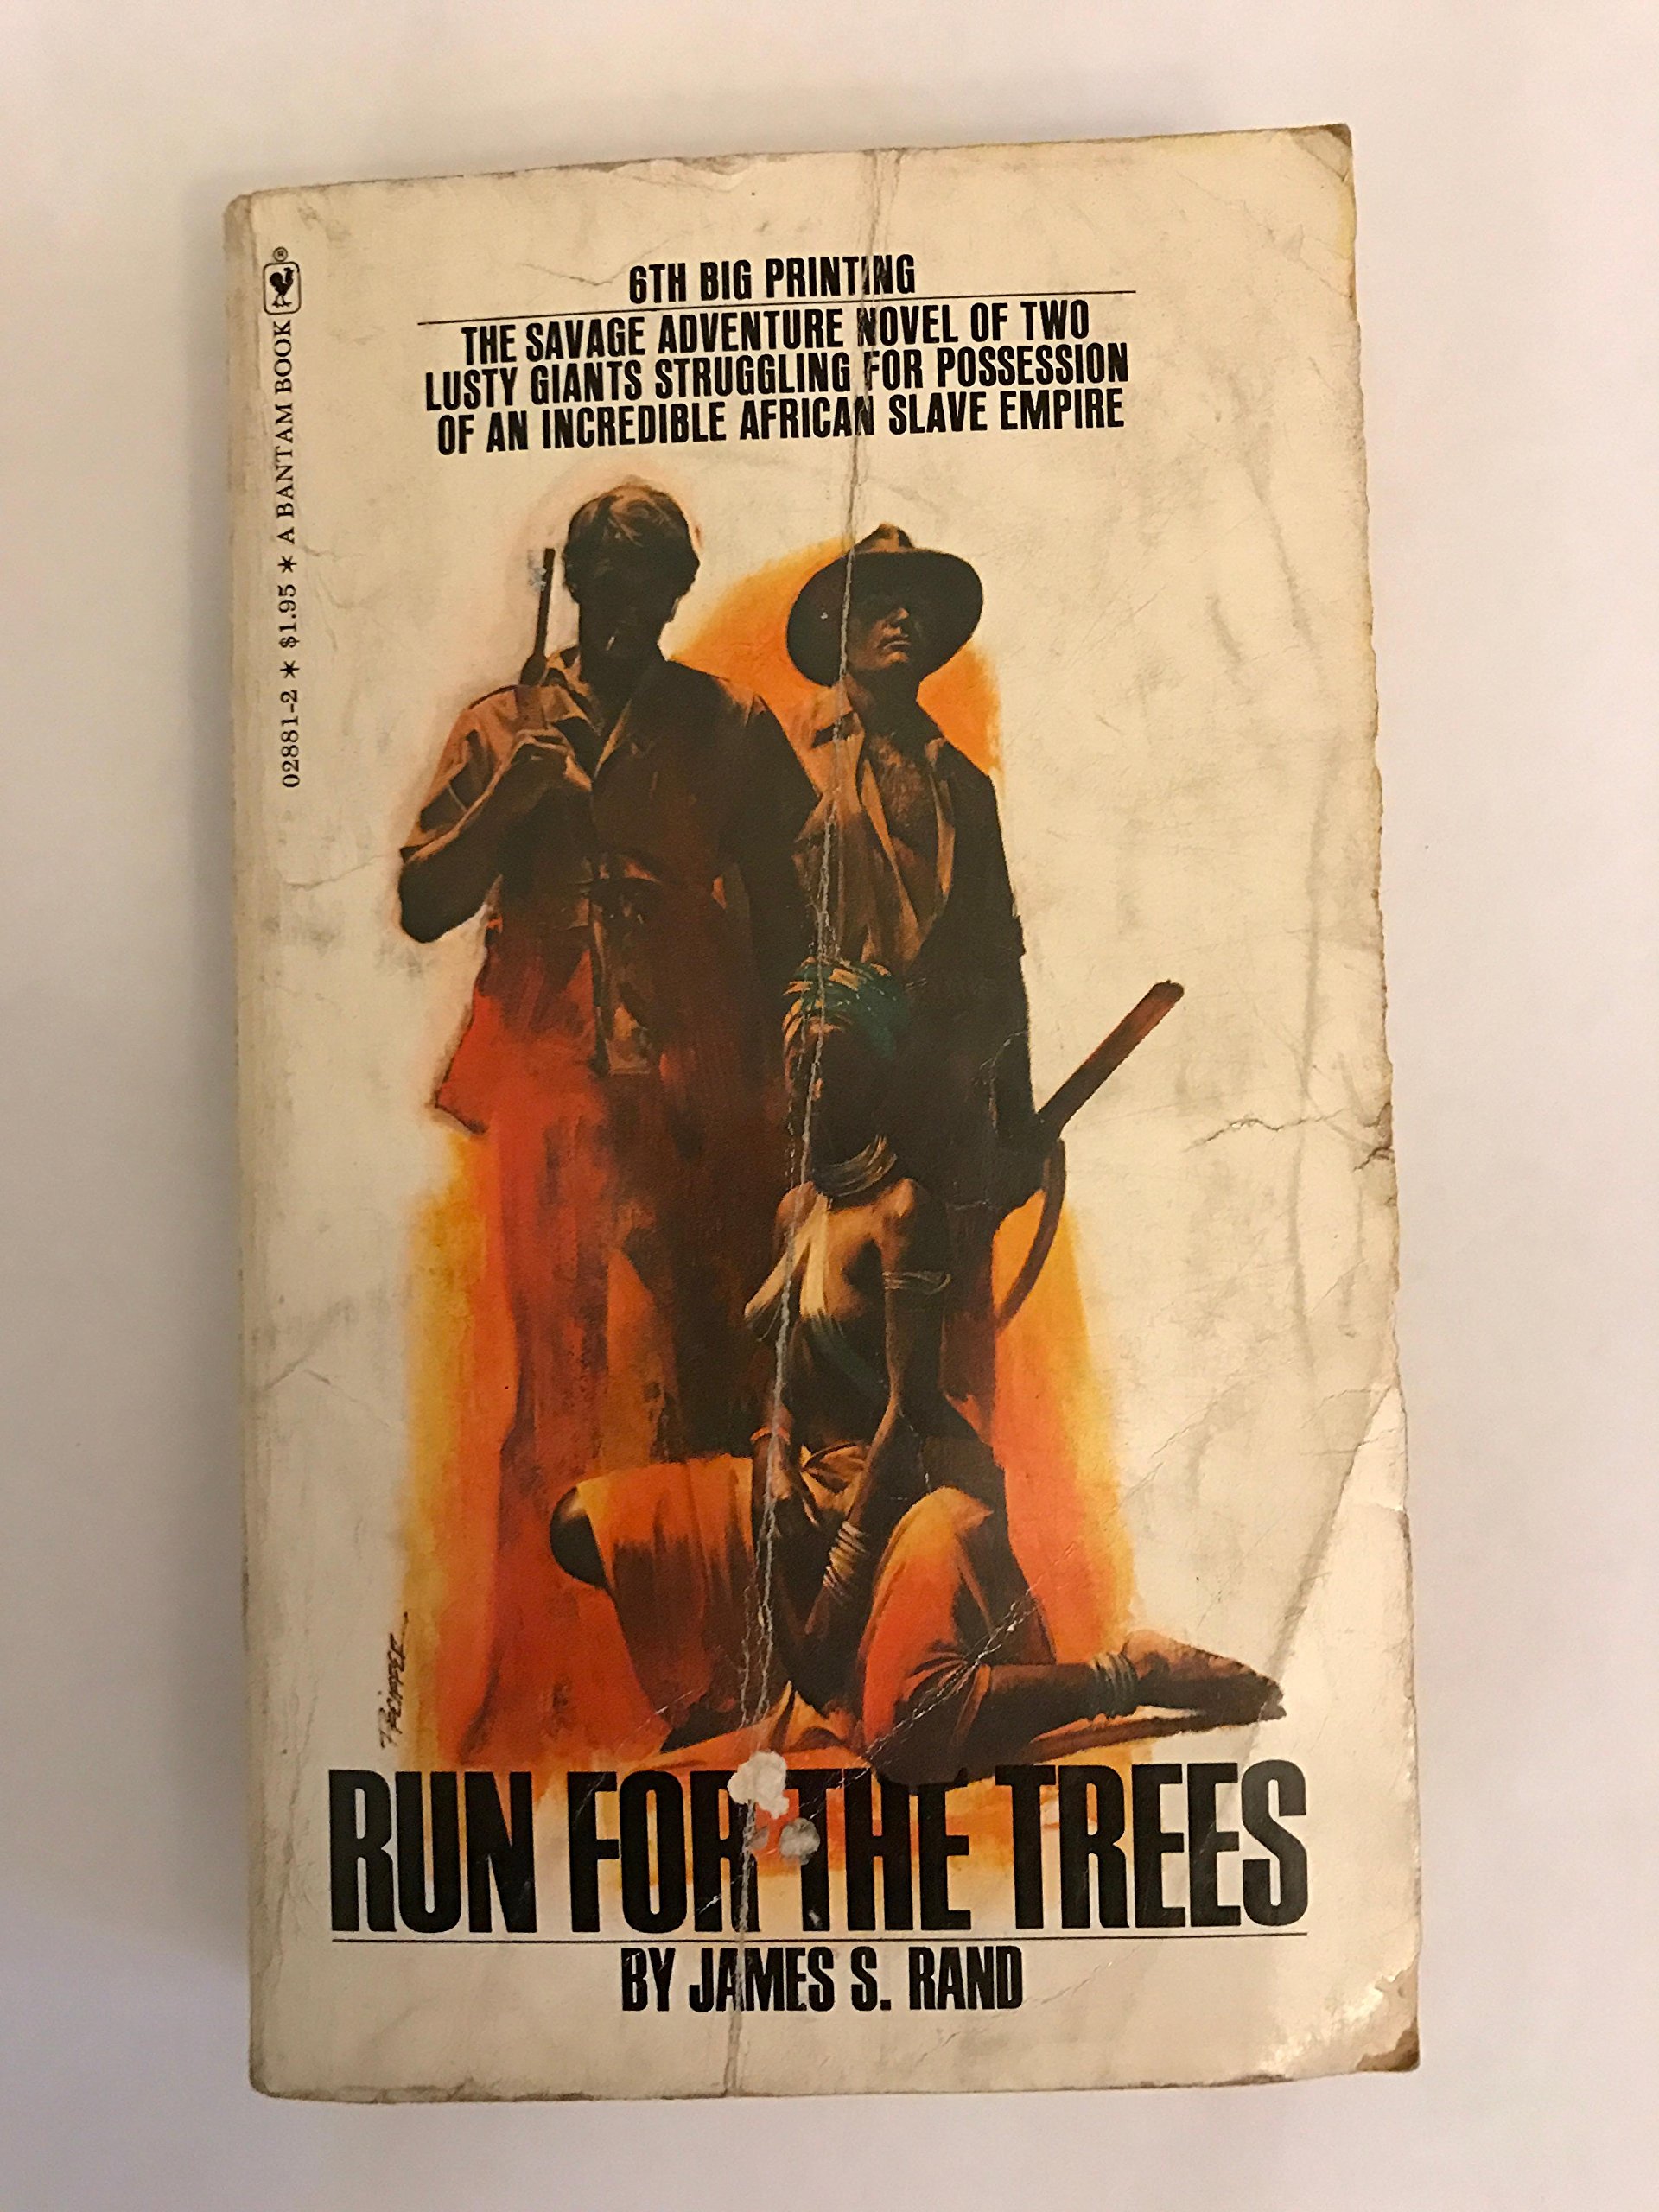 02881-2 * $1.95 * A BANTAM BOOK ®
6TH BIG PRINTING
THE SAVAGE ADVENTURE NOVEL OF TWO
LUSTY GIANTS STRUGGLING FOR POSSESSION
OF AN INCREDIBLE AFRICAN SLAVE EMPIRE
RUN FOR THE TREES
BY JAMES S. RAND